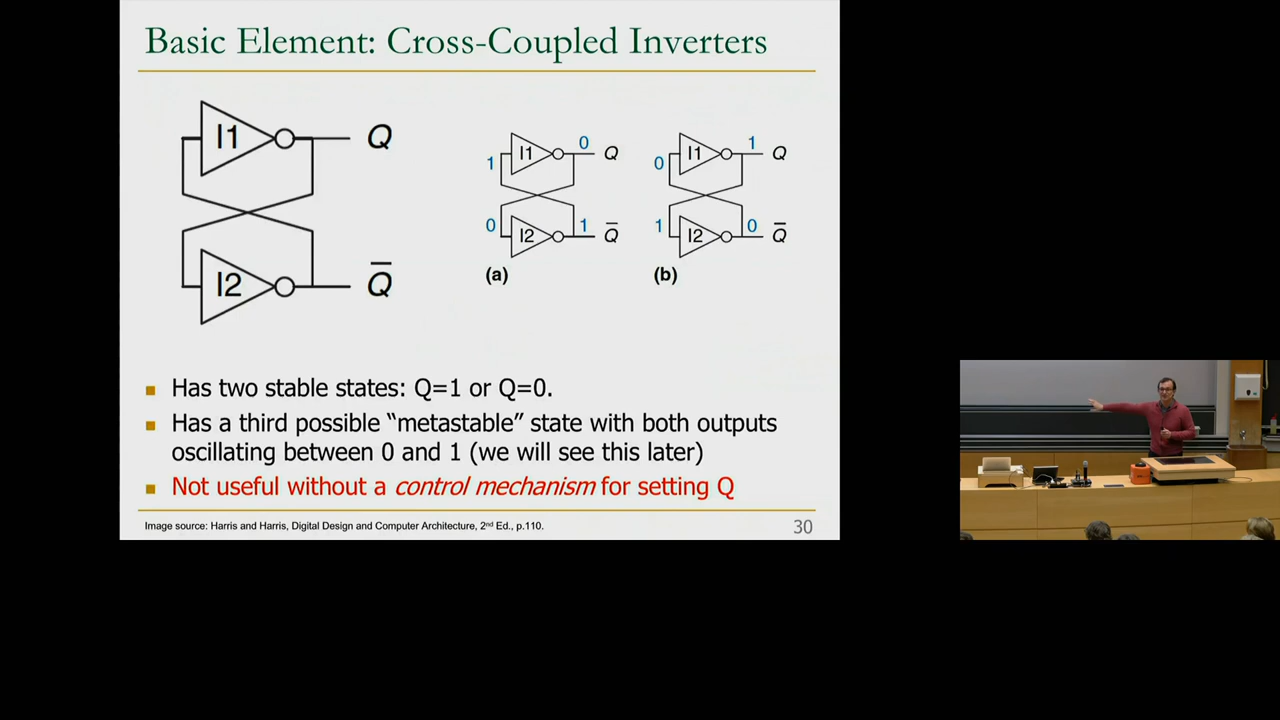 Basic Element: Cross-Coupled Inverters
I1
Q
I2
Q̅
1
I1
0
Q
0
I2
1
Q̅
(a)
0
I1
1
Q
1
I2
0
Q̅
(b)
Has two stable states: Q=1 or Q=0.
Has a third possible “metastable” state with both outputs
oscillating between 0 and 1 (we will see this later)
Not useful without a control mechanism for setting Q
Image source: Harris and Harris, Digital Design and Computer Architecture, 2nd Ed., p.110.
30